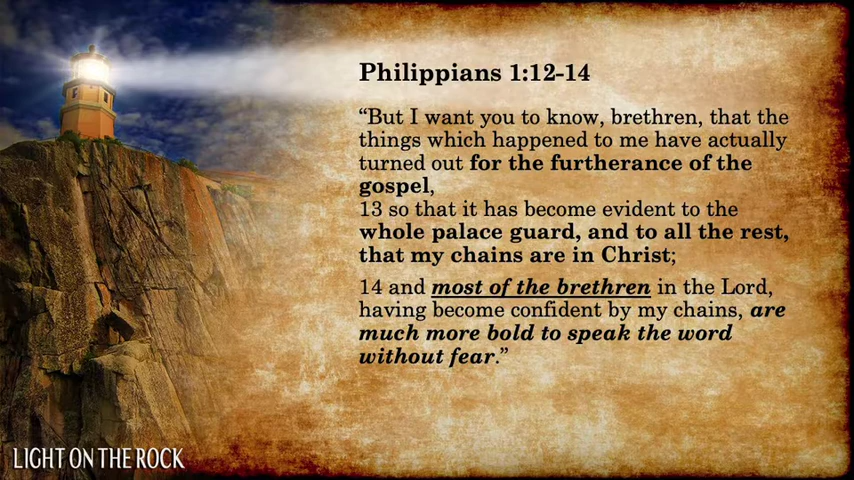 Philippians 1:12-14
“But I want you to know, brethren, that the
things which happened to me have actually
turned out for the furtherance of the
gospel,
13 so that it has become evident to the
whole palace guard, and to all the rest,
that my chains are in Christ;
14 and most of the brethren in the Lord,
having become confident by my chains, are
much more bold to speak the word
without fear.”
LIGHT ON THE ROCK